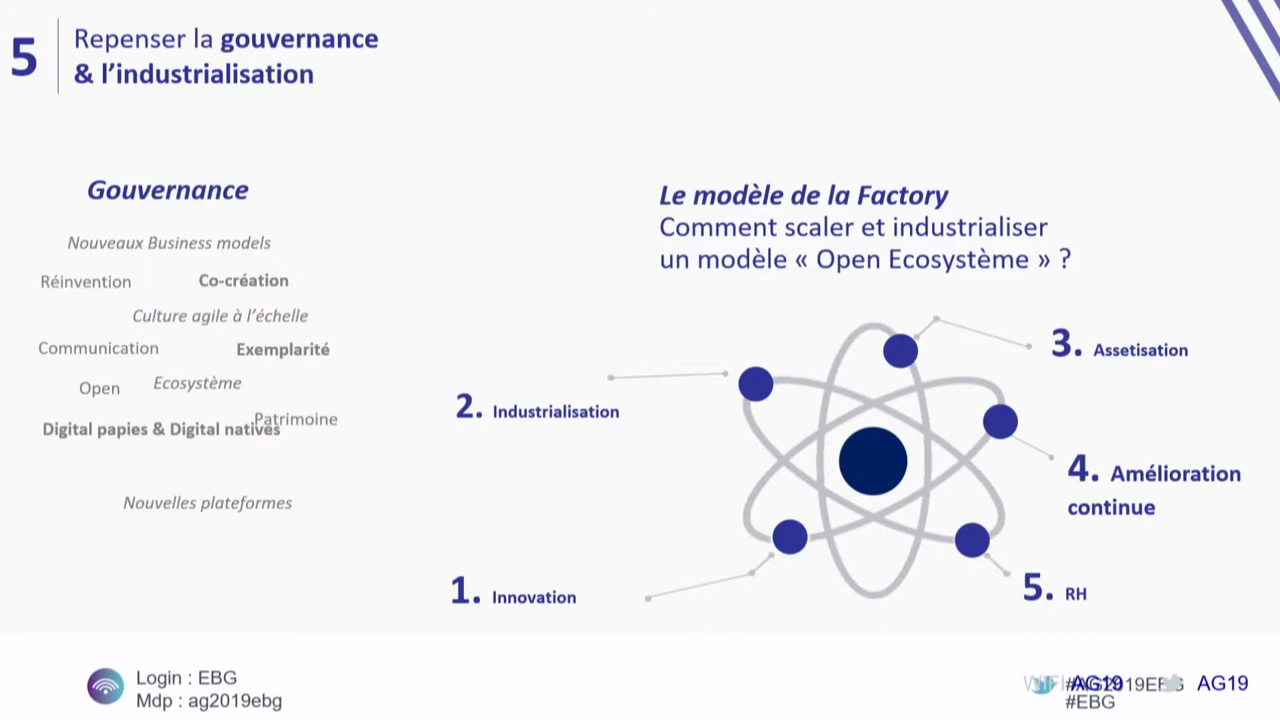 5
Repenser la gouvernance
& l’industrialisation
Gouvernance
Nouveaux Business models
Réinvention
Co-création
Culture agile à l’échelle
Communication
Exemplarité
Open
Ecosystème
Patrimoine
Digital papies & Digital natives
Nouvelles plateformes
Le modèle de la Factory
Comment scaler et industrialiser
un modèle « Open Ecosystème » ?
3. Assetisation
2. Industrialisation
4. Amélioration
continue
1. Innovation
5. RH
Login : EBG
Mdp : ag2019ebg
AG19
#EBG
AG19